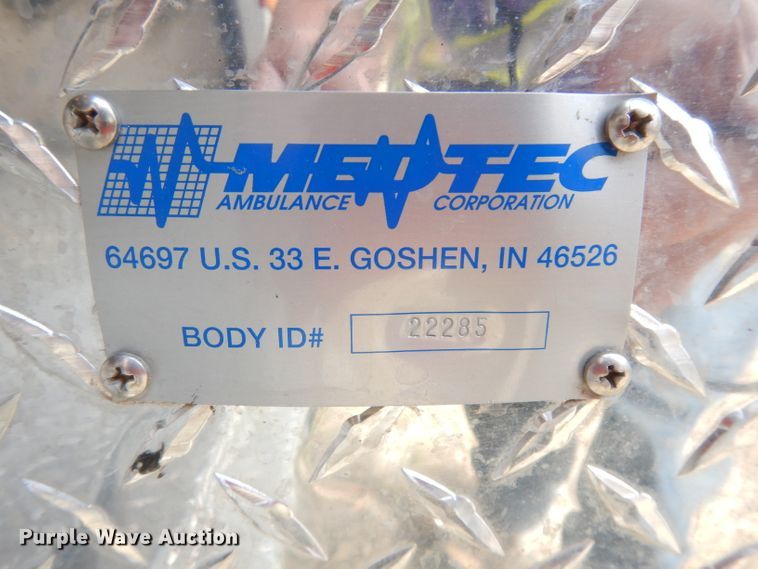 MEDTEC
AMBULANCE CORPORATION
64697 U.S. 33 E. GOSHEN, IN 46526
BODY ID# 22285
Purple Wave Auction